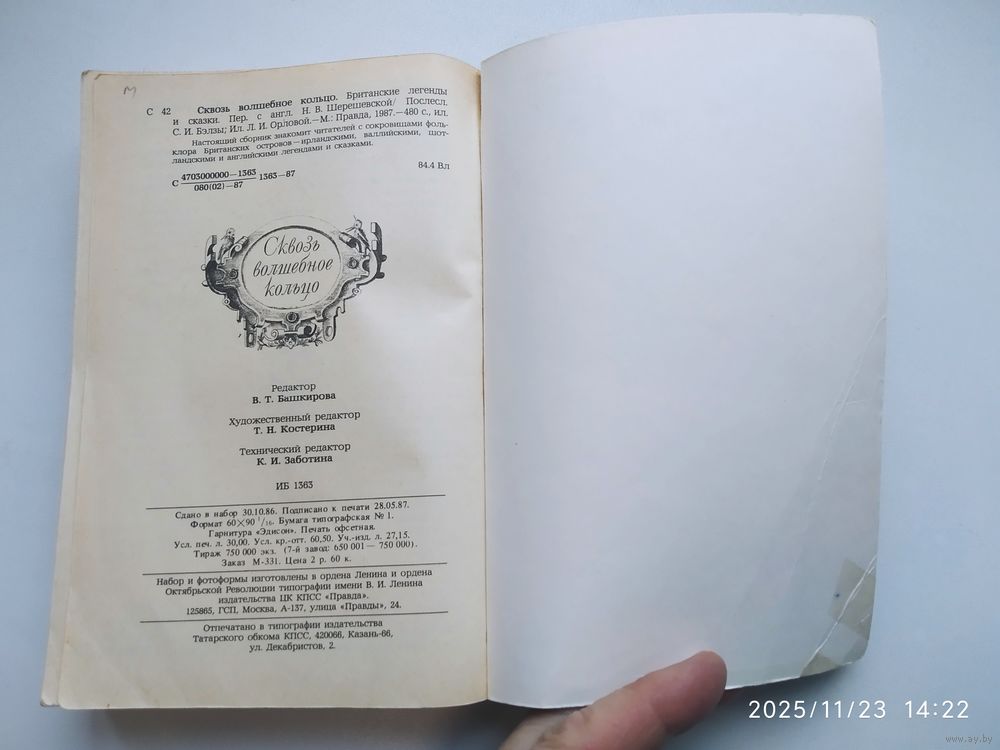 М
С 42 Сквозь волшебное кольцо. Британские легенды
и сказки. Пер. с англ. Н. В. Шерешевской/ Послесл.
С. И. Бэлзы; Ил. Л. И. Орловой.—М.: Правда, 1987.—480 с., ил.
Настоящий сборник знакомит читателей с сокровищами фоль-
клора Британских островов—ирландскими, валлийскими, шот-
ландскими и английскими легендами и сказками.
84.4 Вл
С 4703000000—1363 1363—87
080(02)—87
Сквозь
волшебное
кольцо
Редактор
В. Т. Башкирова
Художественный редактор
Т. Н. Костерина
Технический редактор
К. И. Заботина
ИБ 1363
Сдано в набор 30.10.86. Подписано к печати 28.05.87.
Формат 60×90 1/16. Бумага типографская № 1.
Гарнитура «Эдисон». Печать офсетная.
Усл. печ. л. 30,00. Усл. кр.-отт. 60,50. Уч.-изд. л. 27,15.
Тираж 750 000 экз. (7-й завод: 650 001— 750 000).
Заказ М-331. Цена 2 р. 60 к.
Набор и фотоформы изготовлены в ордена Ленина и ордена
Октябрьской Революции типографии имени В. И. Ленина
издательства ЦК КПСС «Правда».
125865, ГСП, Москва, А-137, улица «Правды», 24.
Отпечатано в типографии издательства
Татарского обкома КПСС, 420066, Казань-66,
ул. Декабристов, 2.
2025/11/23 14:22
www.ay.by